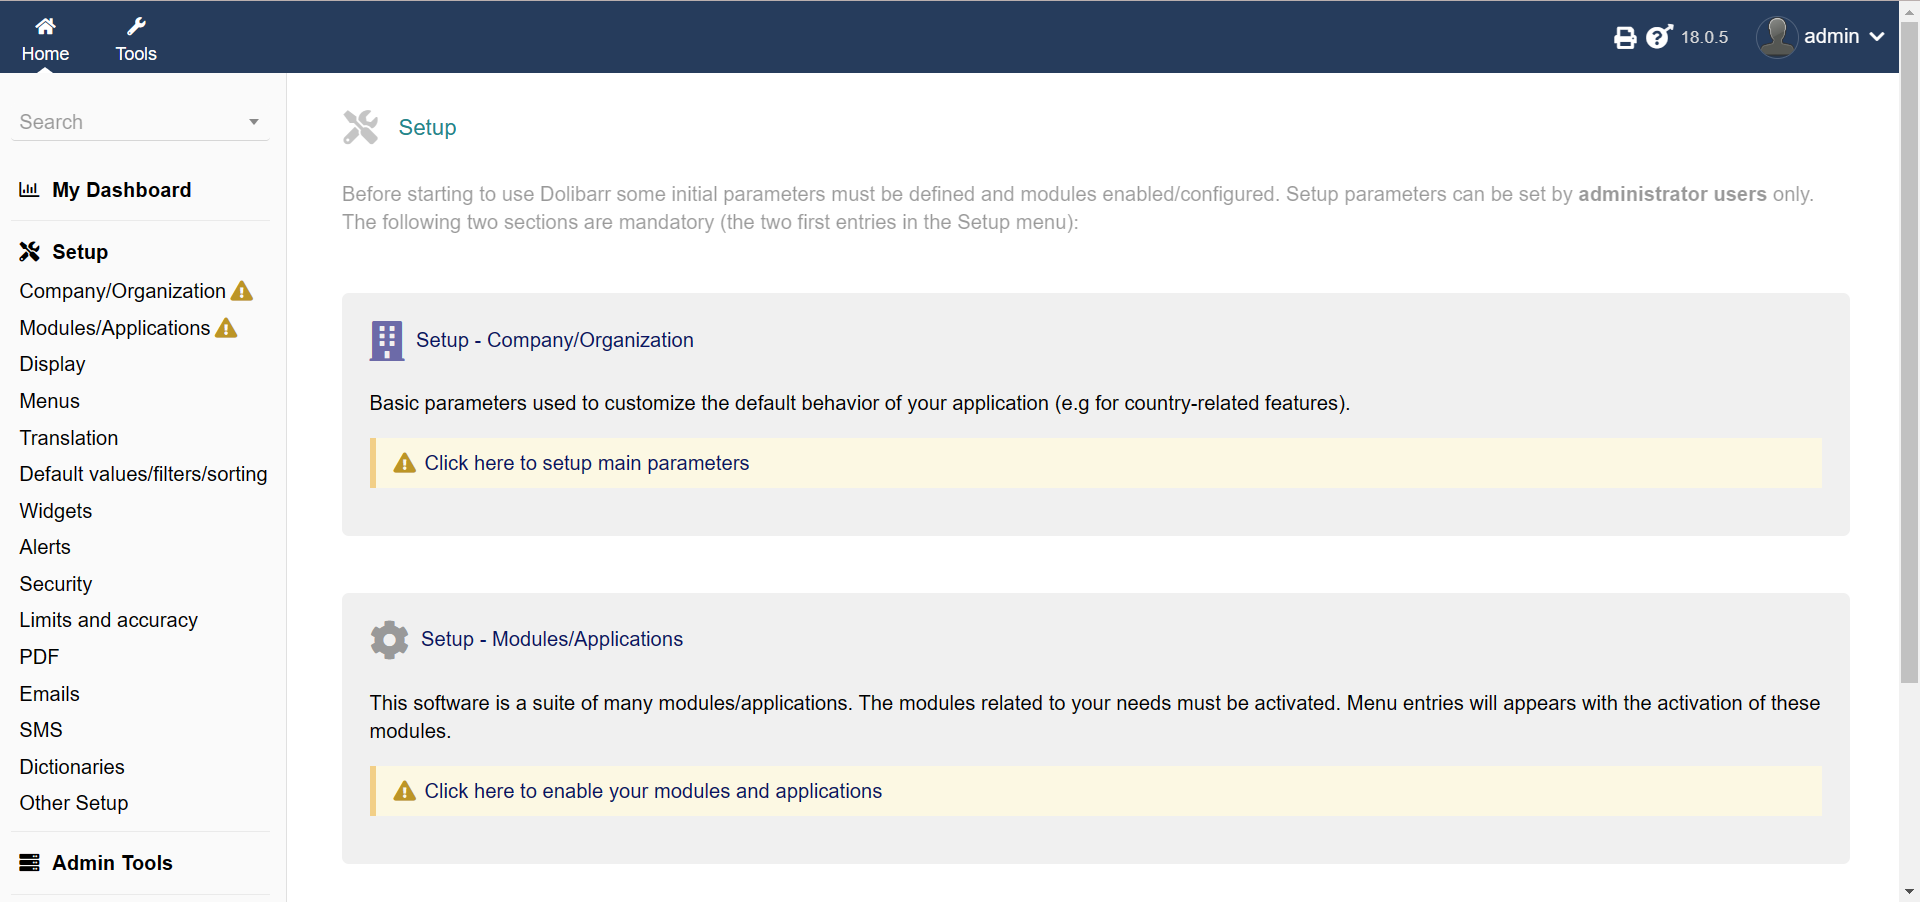 Home
Tools
18.0.5
admin
Search
My Dashboard
Setup
Company/Organization
Modules/Applications
Display
Menus
Translation
Default values/filters/sorting
Widgets
Alerts
Security
Limits and accuracy
PDF
Emails
SMS
Dictionaries
Other Setup
Admin Tools
Setup
Before starting to use Dolibarr some initial parameters must be defined and modules enabled/configured. Setup parameters can be set by administrator users only.
The following two sections are mandatory (the two first entries in the Setup menu):
Setup - Company/Organization
Basic parameters used to customize the default behavior of your application (e.g for country-related features).
Click here to setup main parameters
Setup - Modules/Applications
This software is a suite of many modules/applications. The modules related to your needs must be activated. Menu entries will appears with the activation of these
modules.
Click here to enable your modules and applications